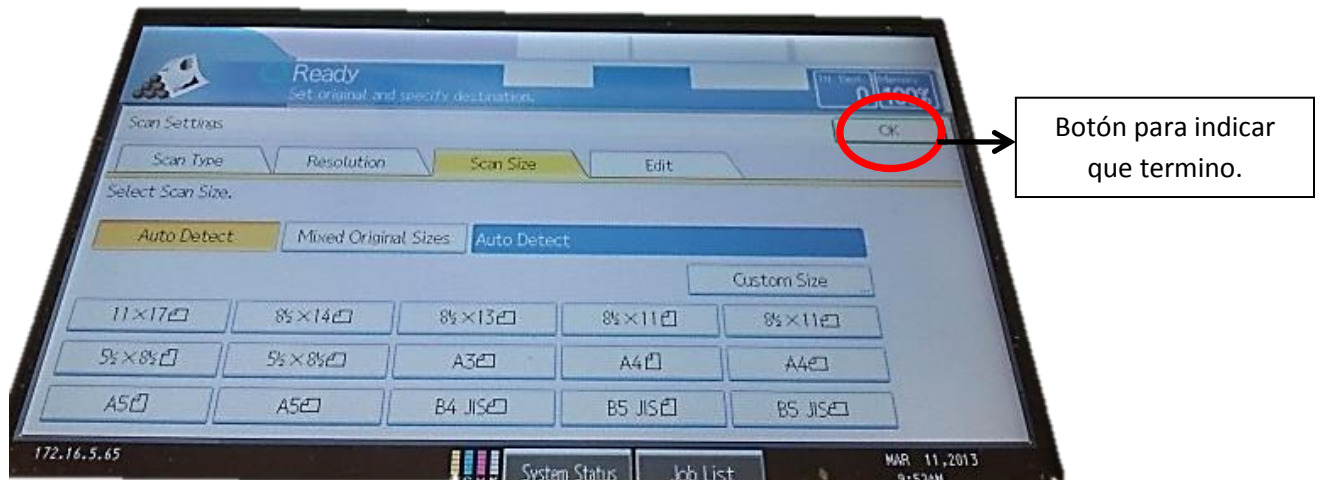 Ready
Set original and specify destination.
Memory
0 100%
Scan Settings
OK
Scan Type Resolution Scan Size Edit
Select Scan Size.
Auto Detect Mixed Original Sizes Auto Detect
Custom Size
11×17 8½×14 8½×13 8½×11 8½×11
5½×8½ 5½×8½ A3 A4 A4
A5 A5 B4 JIS B5 JIS B5 JIS
172.16.5.65
System Status Job List
MAR 11,2013
Botón para indicar
que termino.